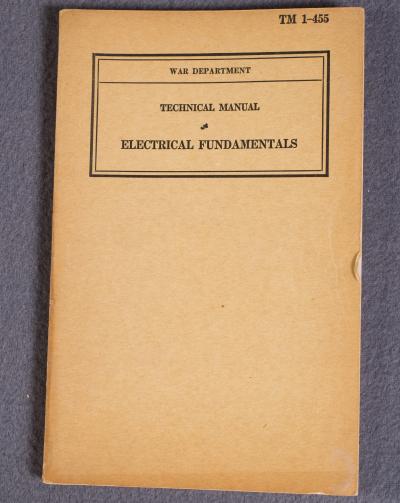 TM 1-455
WAR DEPARTMENT
TECHNICAL MANUAL
ELECTRICAL FUNDAMENTALS